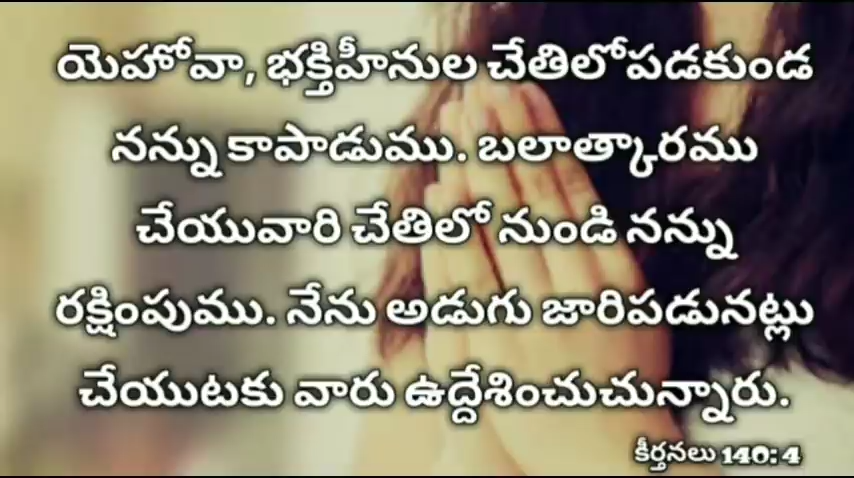 యెహోవా, భక్తిహీనుల చేతిలోపడకుండ
నన్ను కాపాడుము. బలాత్కారము
చేయువారి చేతిలో నుండి నన్ను
రక్షింపుము. నేను అడుగు జారిపడునట్లు
చేయుటకు వారు ఉద్దేశించుచున్నారు.
కీర్తనలు 140: 4